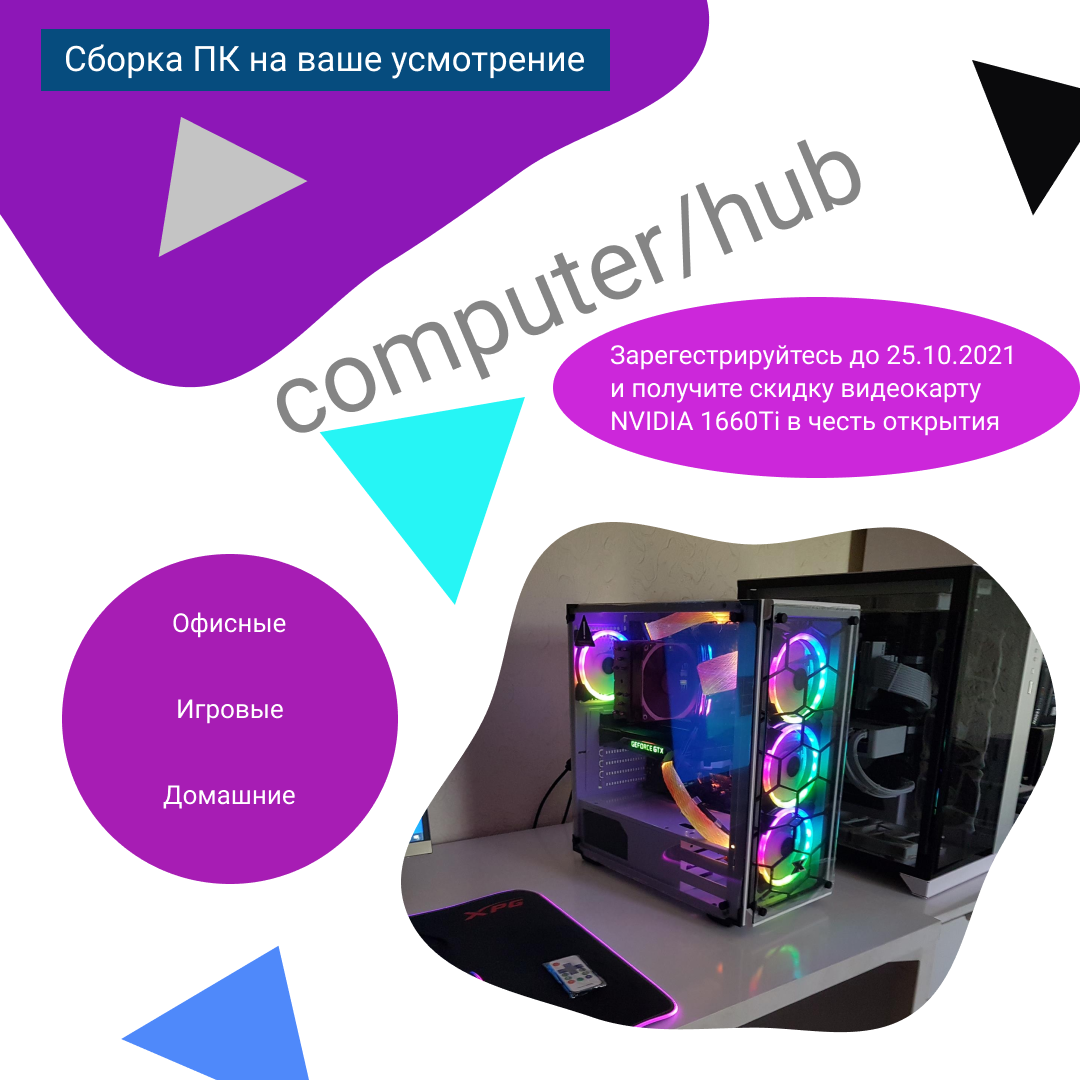 Сборка ПК на ваше усмотрение
computer/hub
Зарегестрируйтесь до 25.10.2021
и получите скидку видеокарту
NVIDIA 1660Ti в честь открытия
Офисные
Игровые
Домашние
GEFORCE GTX
XPG